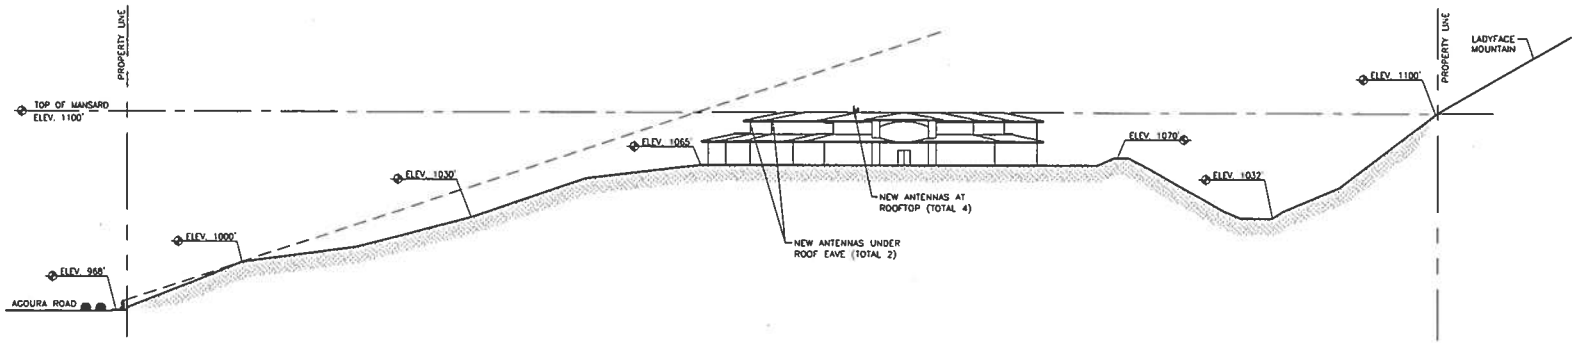 PROPERTY LINE
TOP OF MANSARD
ELEV. 1100'
ELEV. 968'
AGOURA ROAD
ELEV. 1000'
ELEV. 1030'
ELEV. 1065'
NEW ANTENNAS AT
ROOFTOP (TOTAL 4)
NEW ANTENNAS UNDER
ROOF EAVE (TOTAL 2)
ELEV. 1070'
ELEV. 1032'
ELEV. 1100'
PROPERTY LINE
LADYFACE
MOUNTAIN